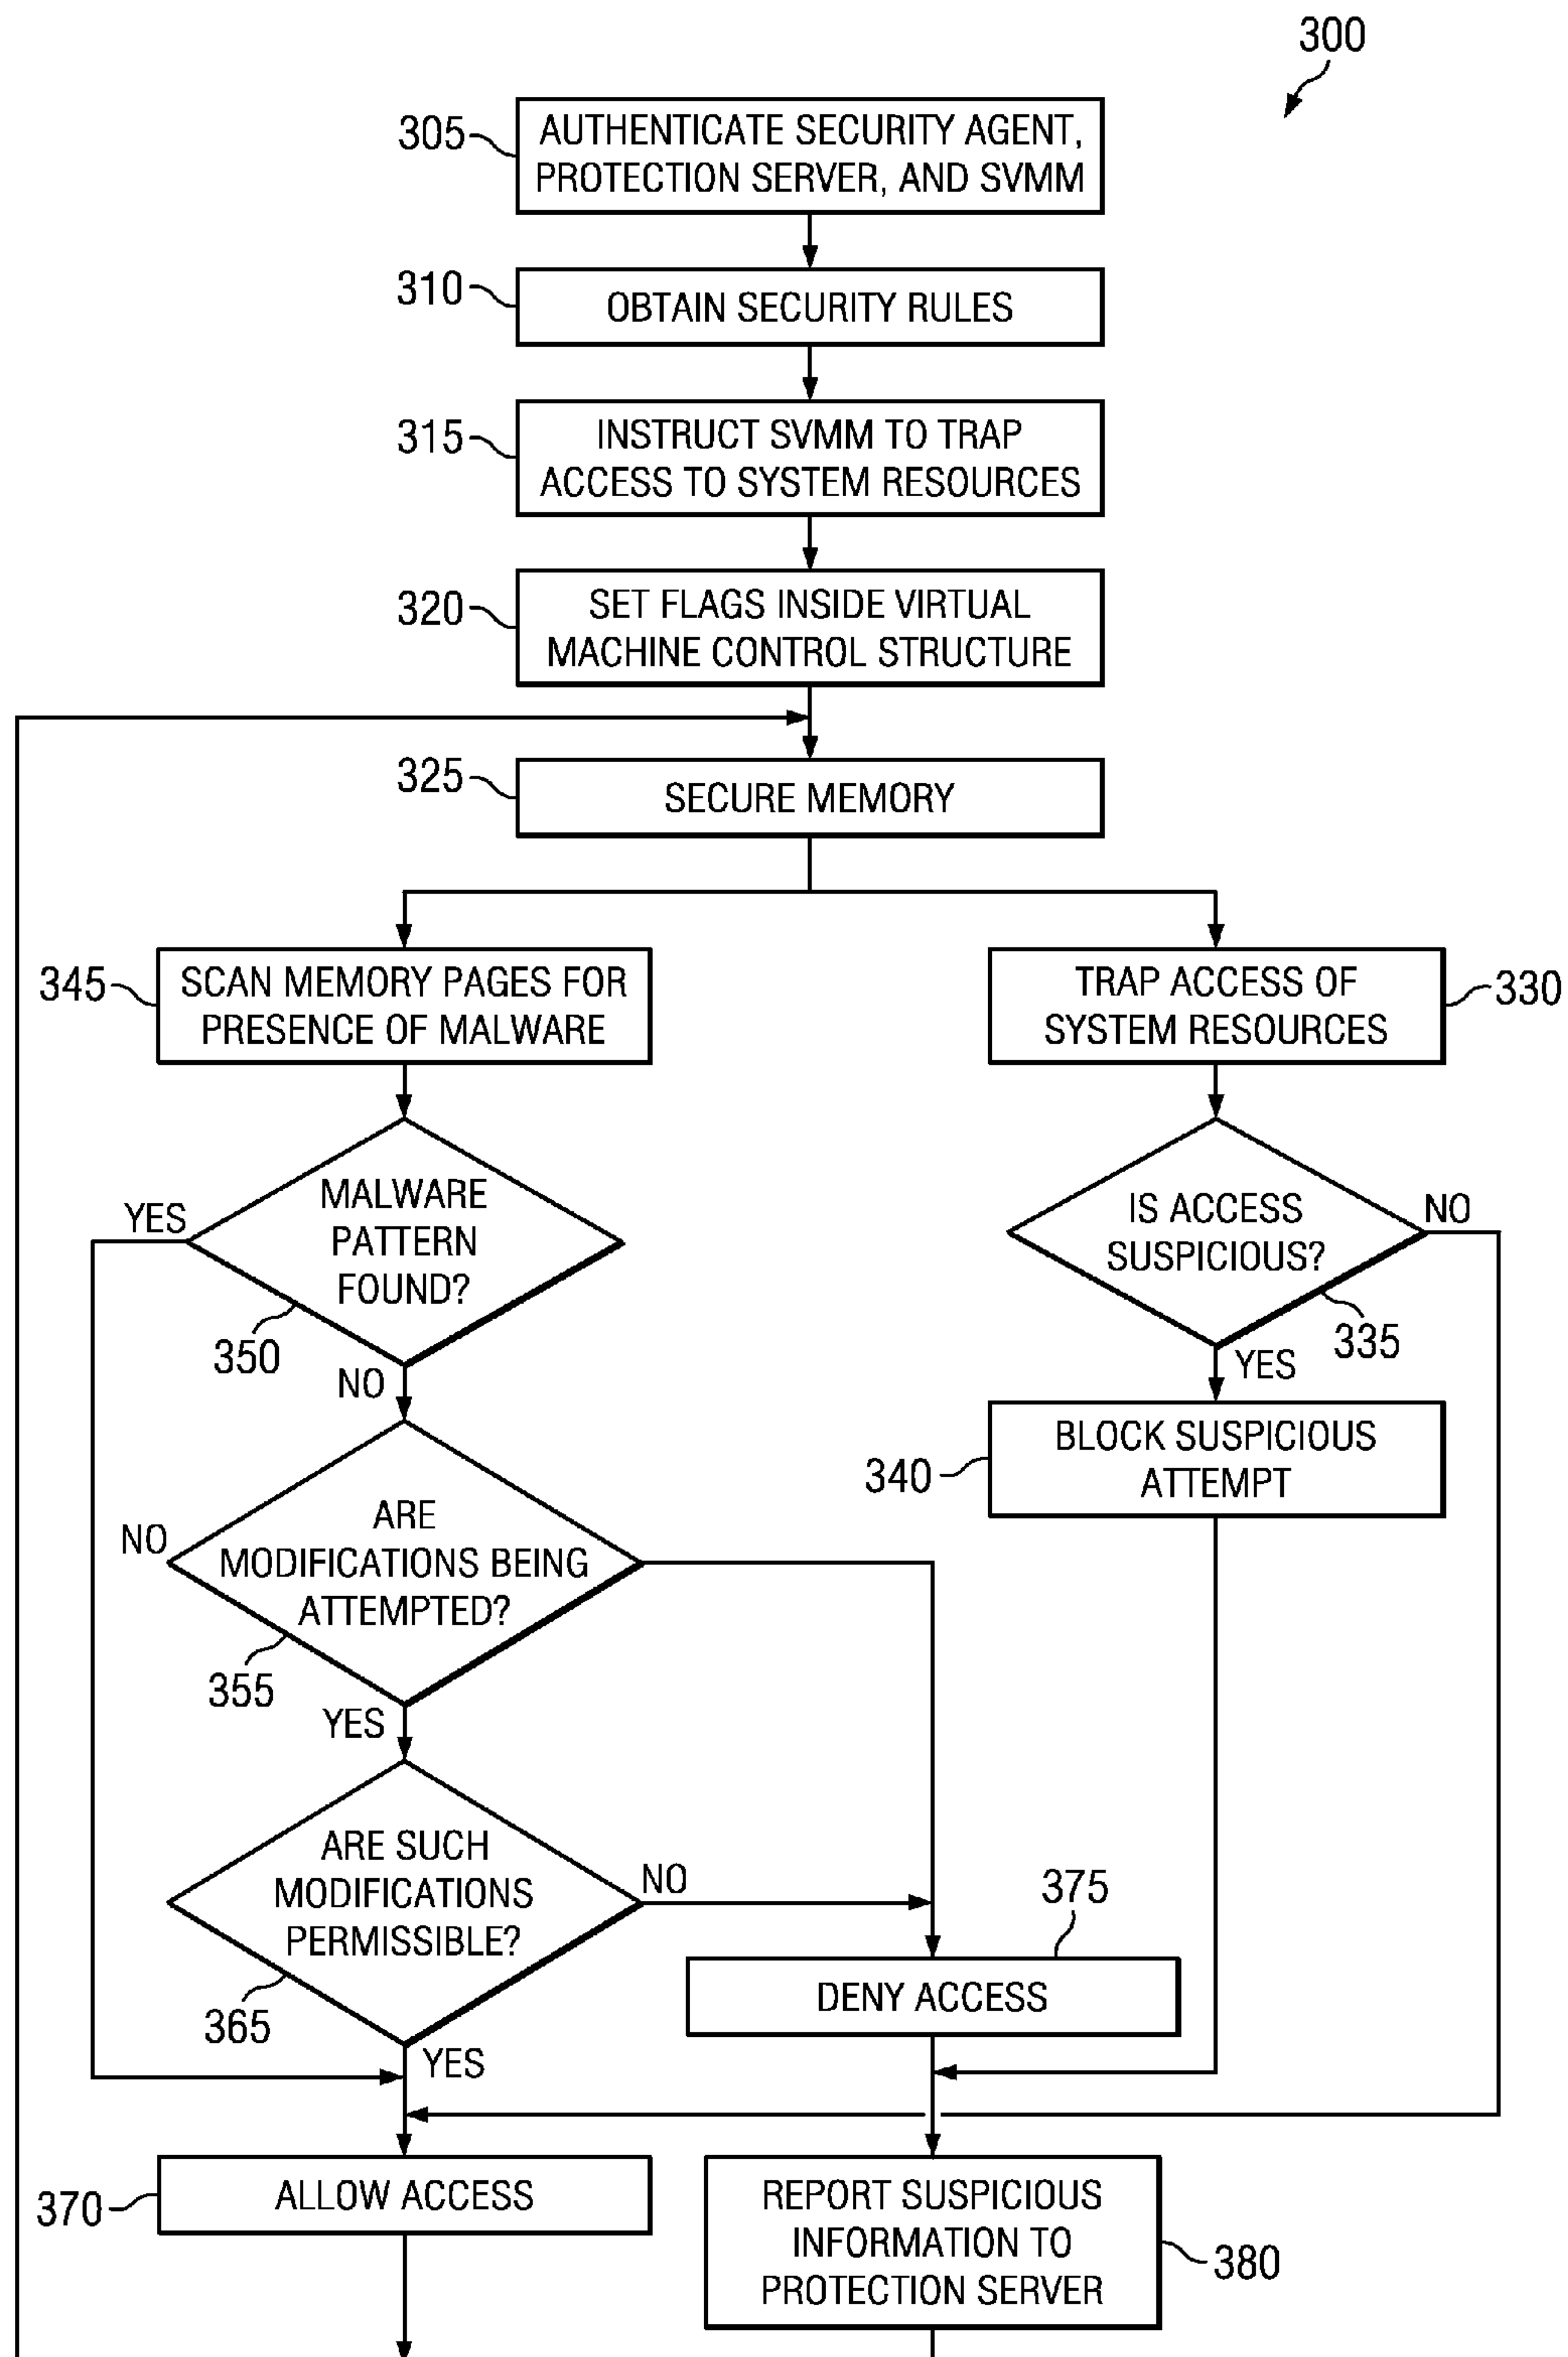 300
305
AUTHENTICATE SECURITY AGENT,
PROTECTION SERVER, AND SVMM
310
OBTAIN SECURITY RULES
315
INSTRUCT SVMM TO TRAP
ACCESS TO SYSTEM RESOURCES
320
SET FLAGS INSIDE VIRTUAL
MACHINE CONTROL STRUCTURE
325
SECURE MEMORY
345
SCAN MEMORY PAGES FOR
PRESENCE OF MALWARE
TRAP ACCESS OF
SYSTEM RESOURCES
330
YES
MALWARE
PATTERN
FOUND?
350
NO
IS ACCESS
SUSPICIOUS?
NO
335
YES
340
BLOCK SUSPICIOUS
ATTEMPT
NO
ARE
MODIFICATIONS BEING
ATTEMPTED?
355
YES
ARE SUCH
MODIFICATIONS
PERMISSIBLE?
NO
365
YES
375
DENY ACCESS
370
ALLOW ACCESS
REPORT SUSPICIOUS
INFORMATION TO
PROTECTION SERVER
380